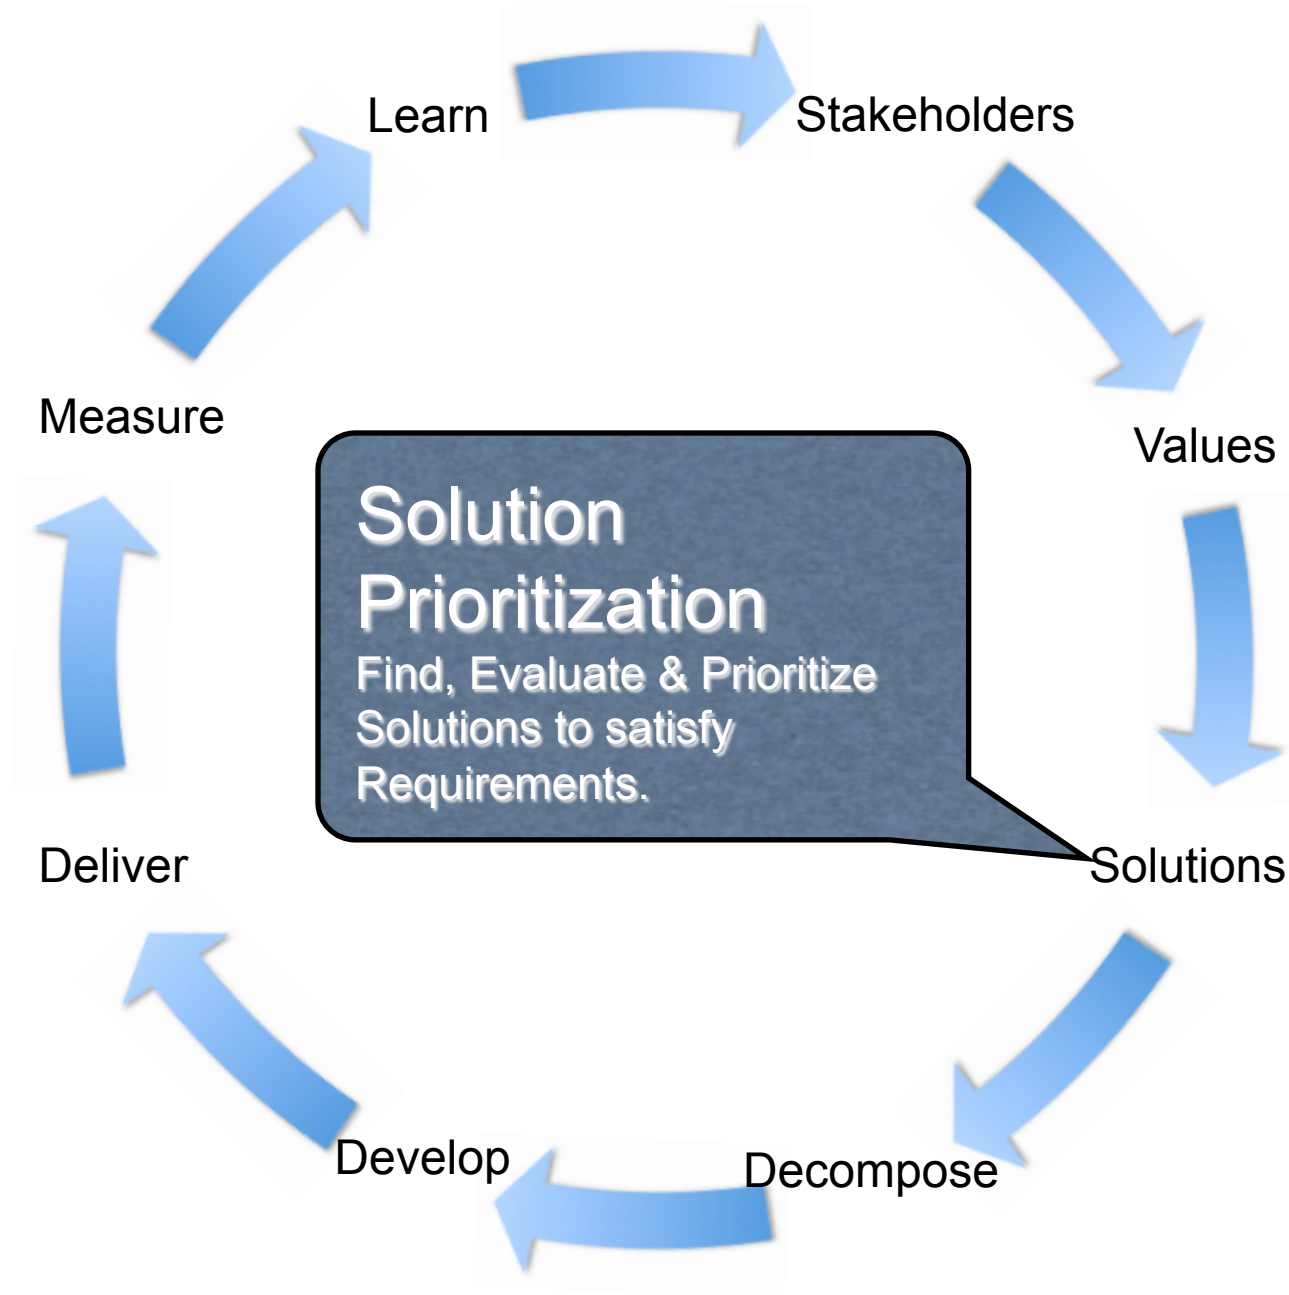 Learn
Stakeholders
Measure
Values
Solution
Prioritization
Find, Evaluate & Prioritize
Solutions to satisfy
Requirements.
Deliver
Solutions
Develop
Decompose